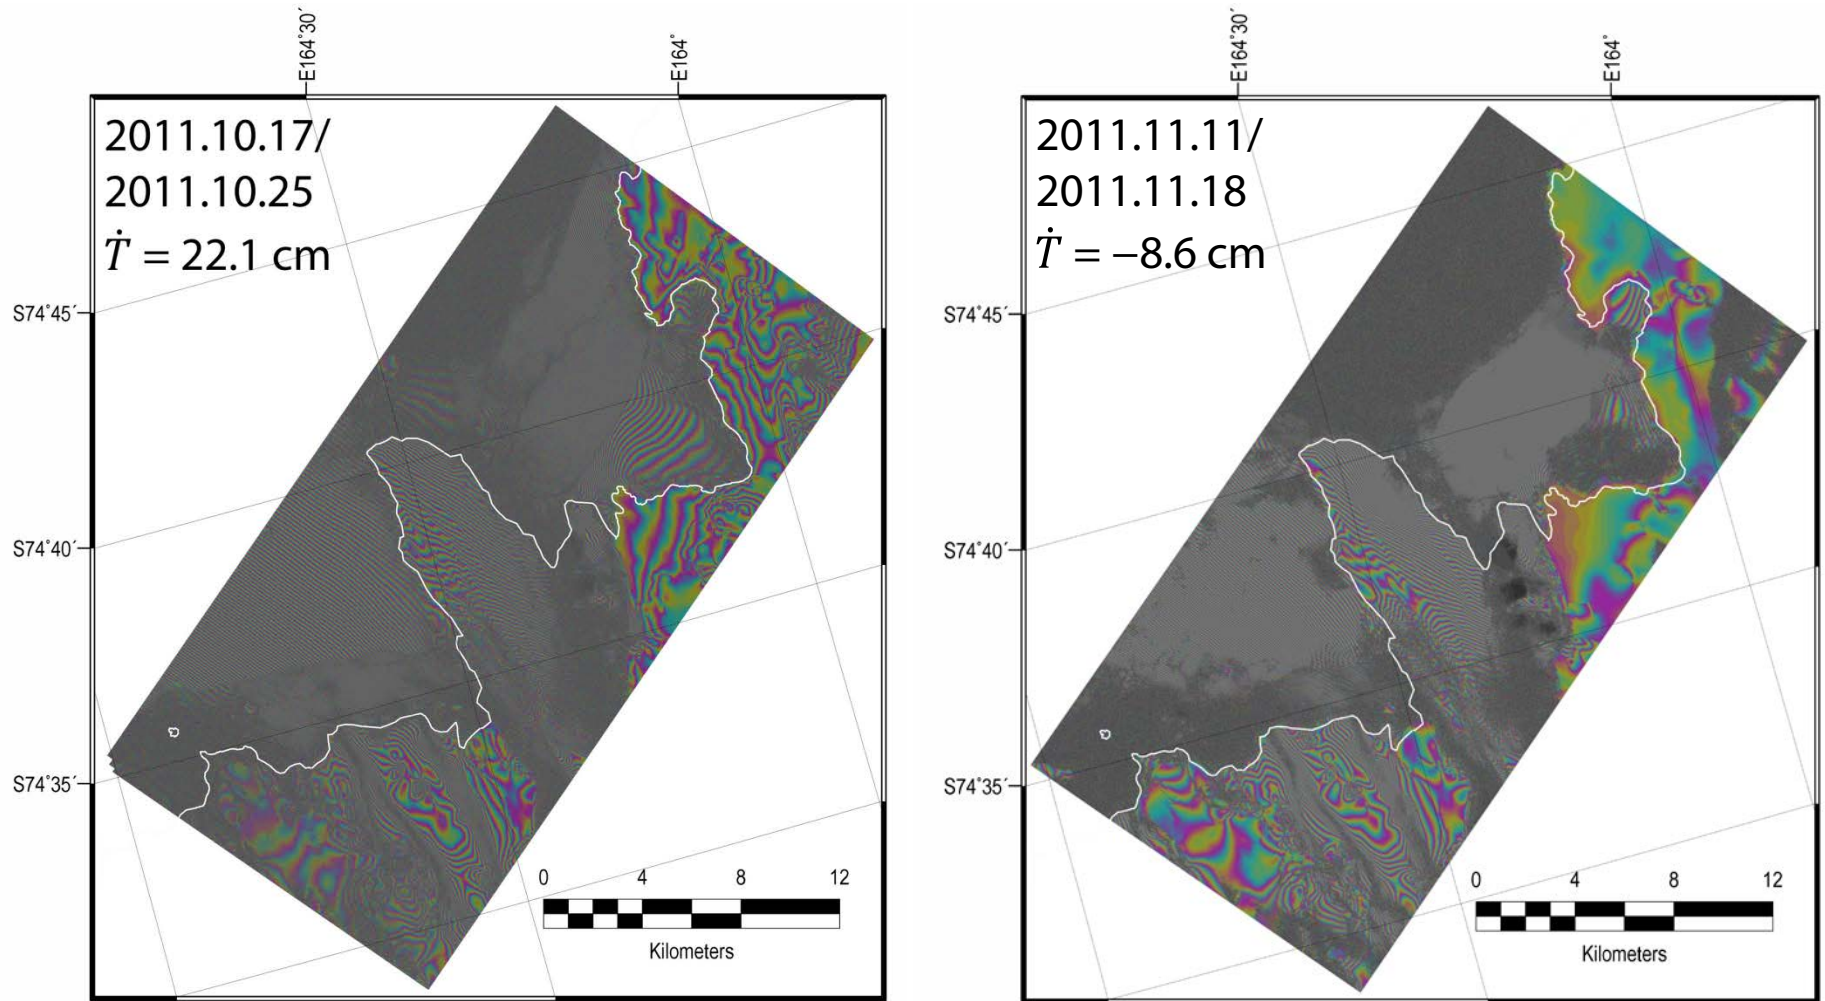 E164°30´
E164°
2011.10.17/
2011.10.25
Ṫ = 22.1 cm
S74°45´
S74°40´
S74°35´
0 4 8 12
Kilometers
E164°30´
E164°
2011.11.11/
2011.11.18
Ṫ = −8.6 cm
S74°45´
S74°40´
S74°35´
0 4 8 12
Kilometers